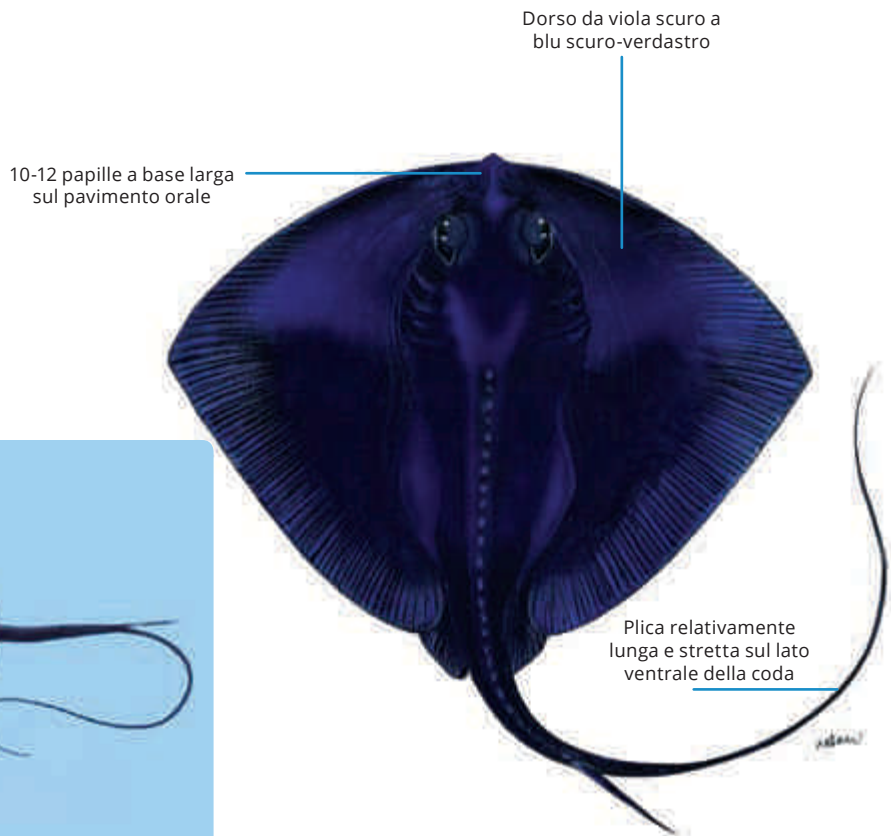 Dorso da viola scuro a
blu scuro-verdastro
10-12 papille a base larga
sul pavimento orale
Plica relativamente
lunga e stretta sul lato
ventrale della coda